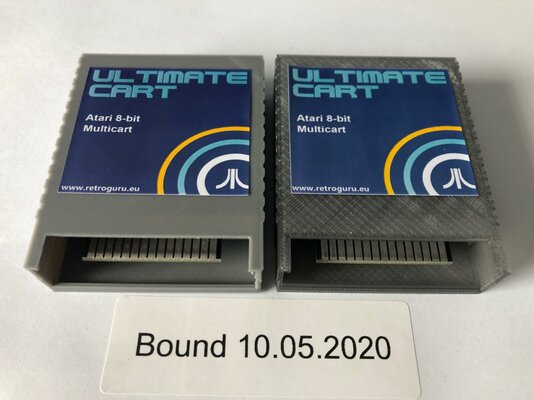 ULTIMATE
CART
Atari 8-bit
Multicart
www.retroguru.eu
ULTIMATE
CART
Atari 8-bit
Multicart
www.retroguru.eu
Bound 10.05.2020